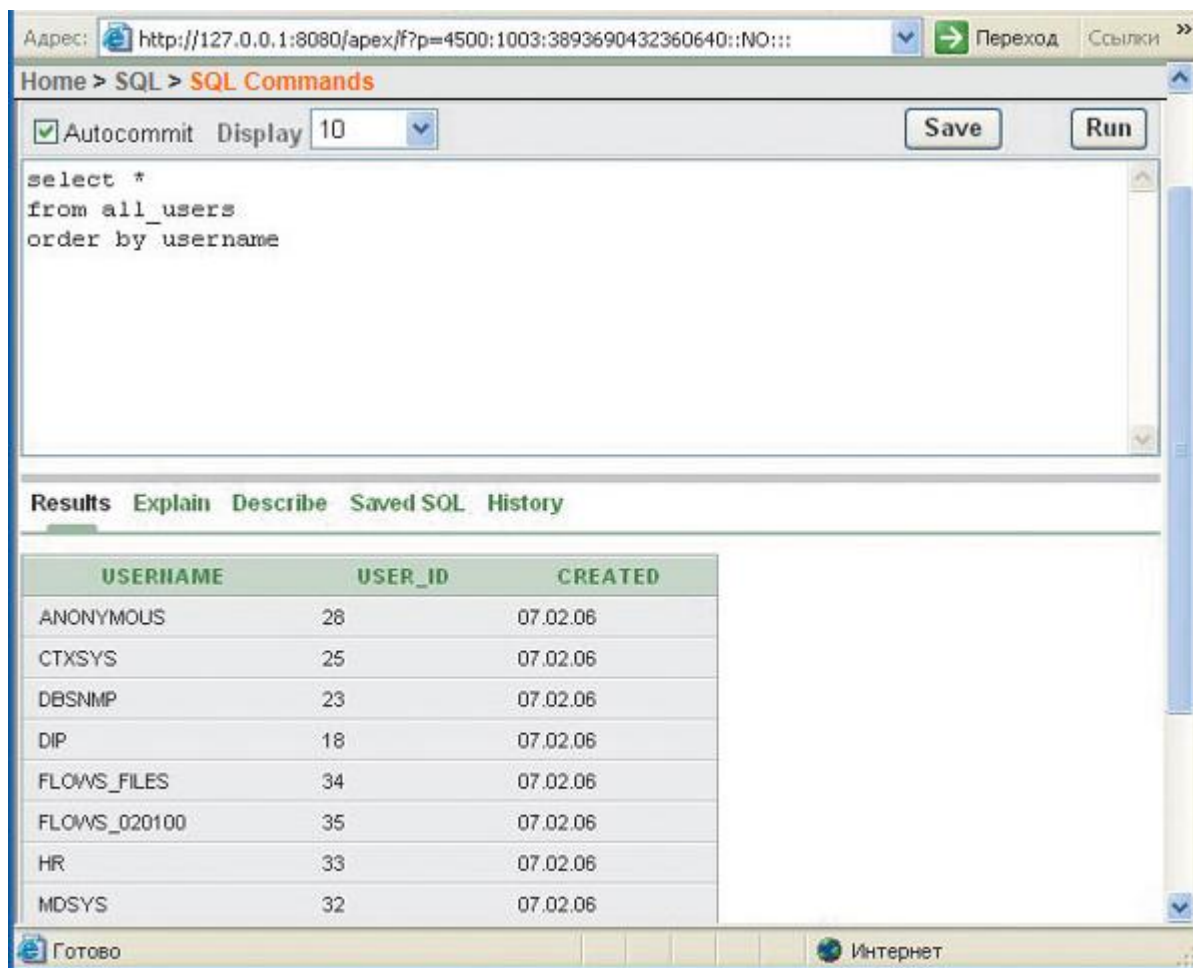 Адрес: http://127.0.0.1:8080/apex/f?p=4500:1003:3893690432360640::NO::: Переход Ссылки »
Home > SQL > SQL Commands
Autocommit Display 10 Save Run
select *
from all_users
order by username
Results Explain Describe Saved SQL History
USERNAME USER_ID CREATED
ANONYMOUS 28 07.02.06
CTXSYS 25 07.02.06
DBSNMP 23 07.02.06
DIP 18 07.02.06
FLOWS_FILES 34 07.02.06
FLOWS_020100 35 07.02.06
HR 33 07.02.06
MDSYS 32 07.02.06
Готово Интернет